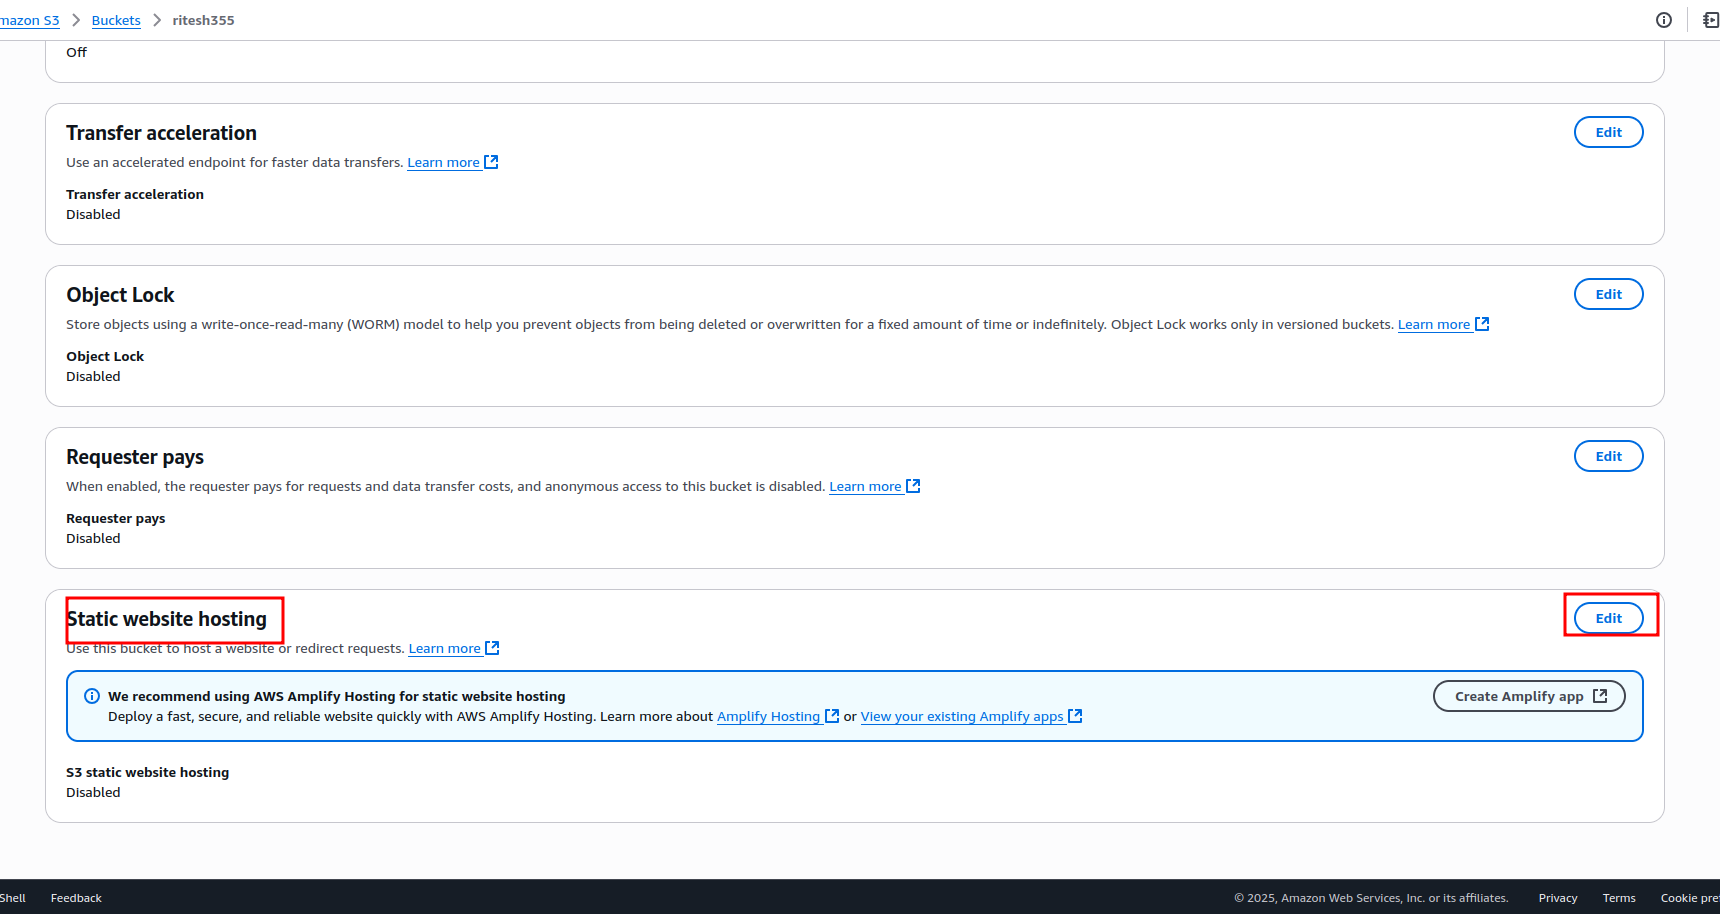 mazon S3 > Buckets > ritesh355
Off
Transfer acceleration
Edit
Use an accelerated endpoint for faster data transfers. Learn more
Transfer acceleration
Disabled
Object Lock
Edit
Store objects using a write-once-read-many (WORM) model to help you prevent objects from being deleted or overwritten for a fixed amount of time or indefinitely. Object Lock works only in versioned buckets. Learn more
Object Lock
Disabled
Requester pays
Edit
When enabled, the requester pays for requests and data transfer costs, and anonymous access to this bucket is disabled. Learn more
Requester pays
Disabled
Static website hosting
Edit
Use this bucket to host a website or redirect requests. Learn more
We recommend using AWS Amplify Hosting for static website hosting
Create Amplify app
Deploy a fast, secure, and reliable website quickly with AWS Amplify Hosting. Learn more about Amplify Hosting or View your existing Amplify apps
S3 static website hosting
Disabled
Shell Feedback © 2025, Amazon Web Services, Inc. or its affiliates. Privacy Terms Cookie pre